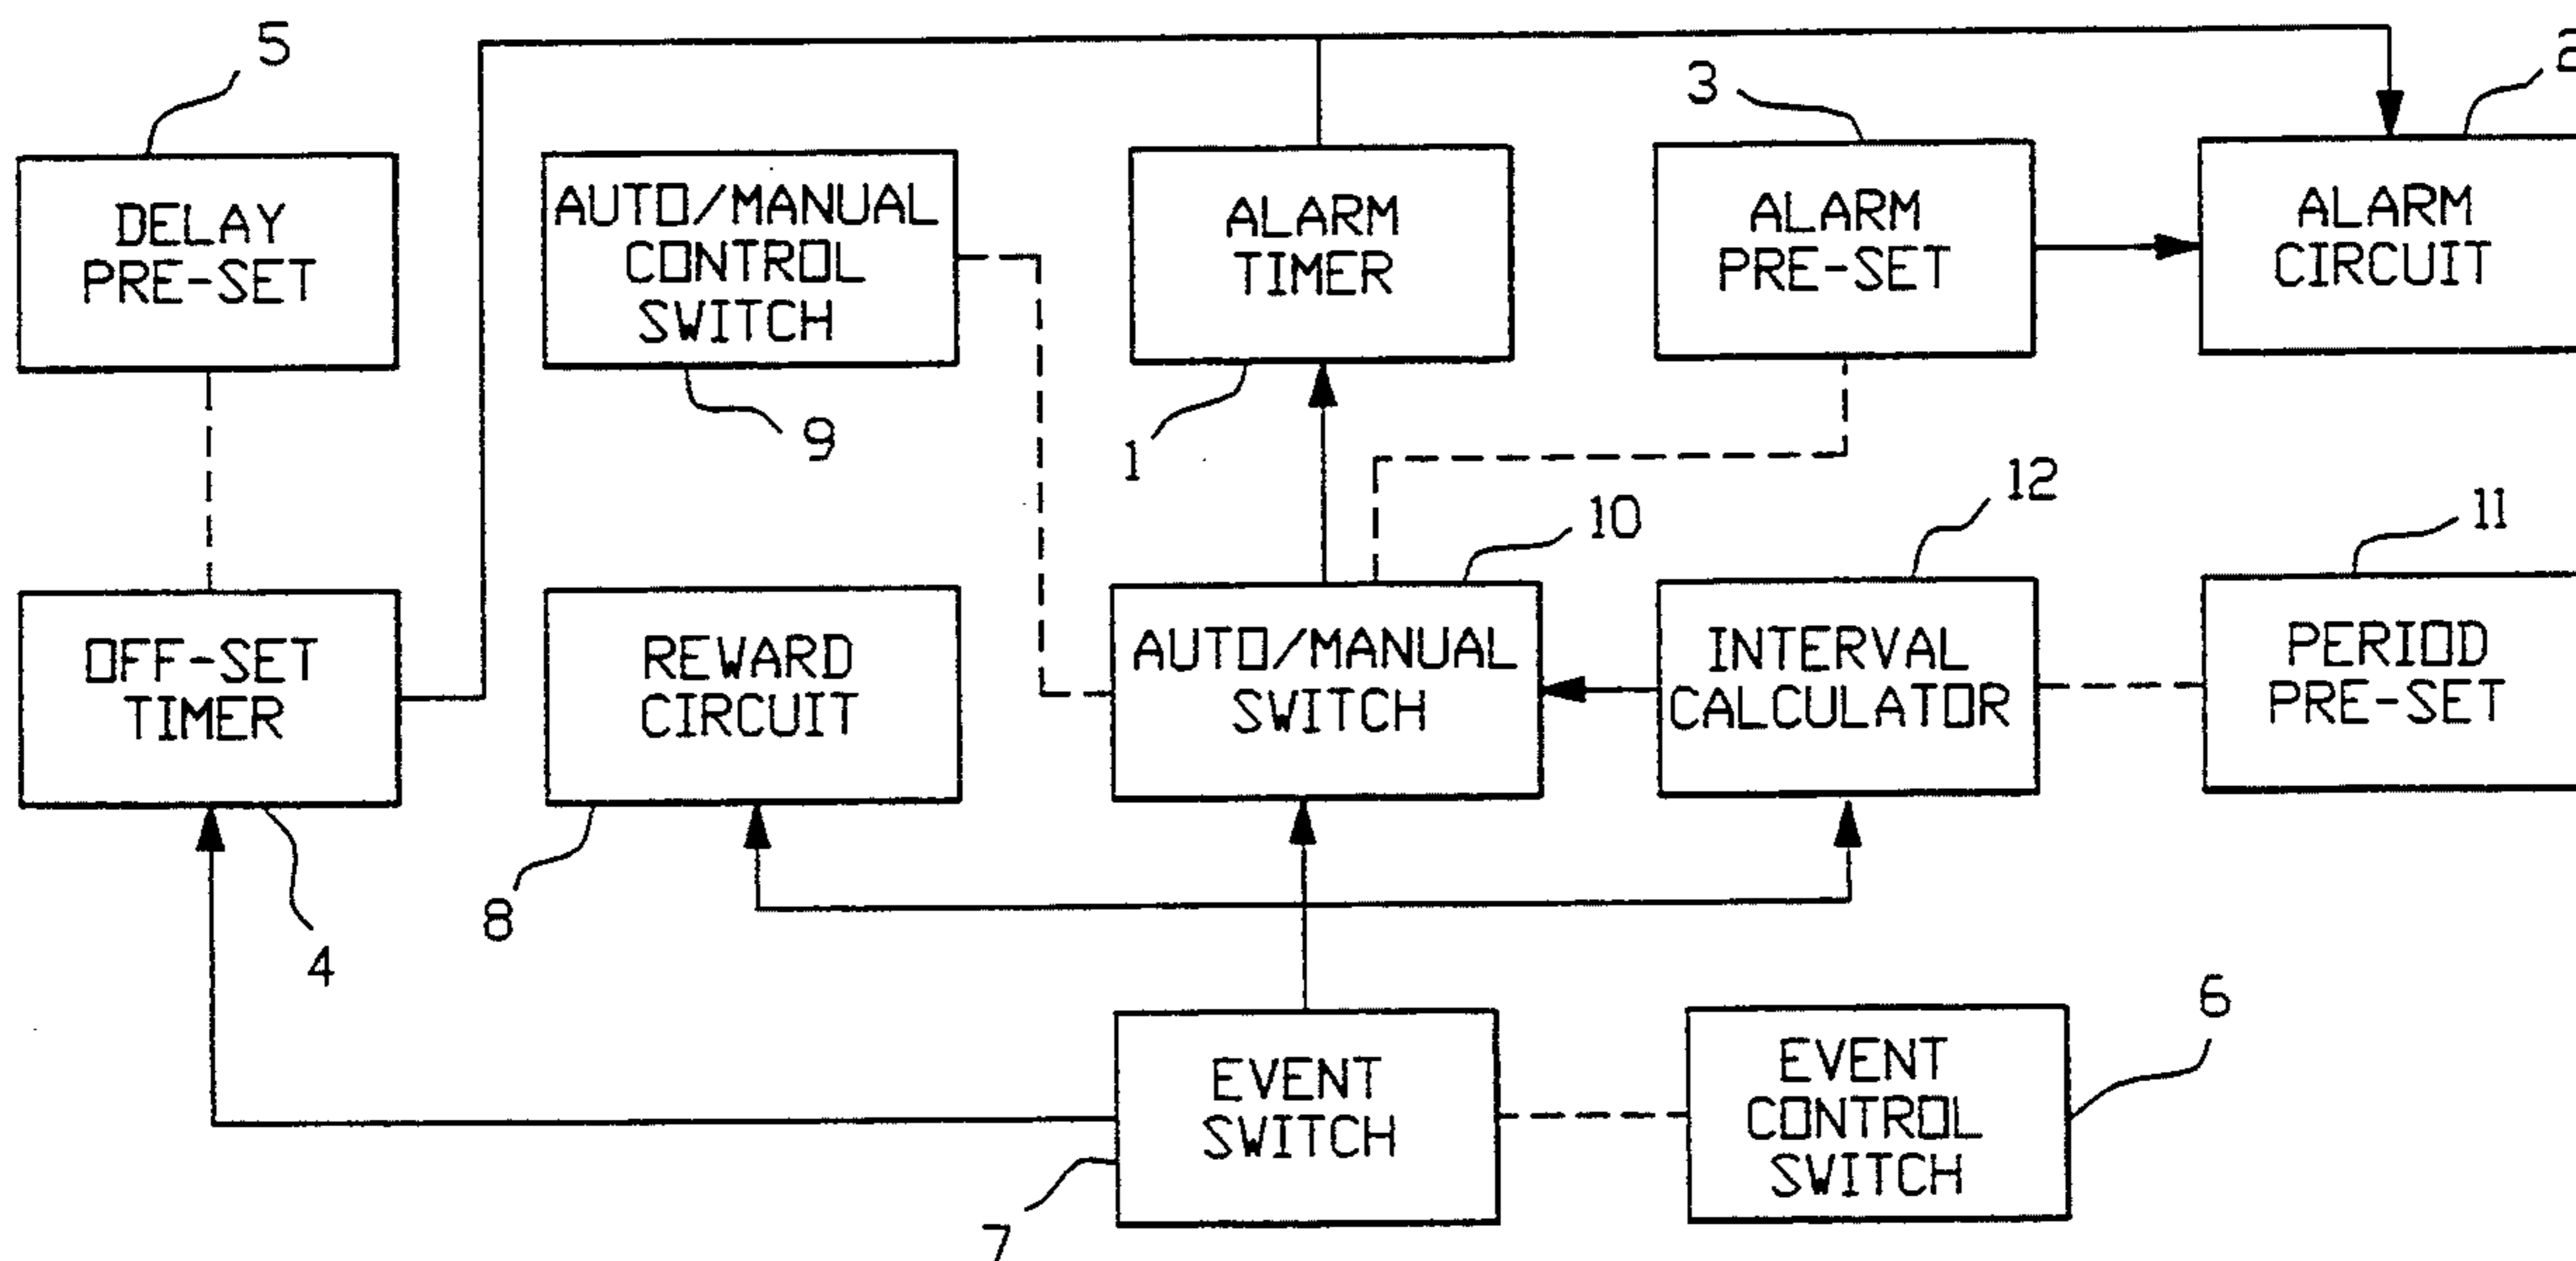 5
3
2
DELAY
PRE-SET
AUTO/MANUAL
CONTROL
SWITCH
ALARM
TIMER
ALARM
PRE-SET
ALARM
CIRCUIT
9
1
12
10
11
OFF-SET
TIMER
REWARD
CIRCUIT
AUTO/MANUAL
SWITCH
INTERVAL
CALCULATOR
PERIOD
PRE-SET
8
4
6
EVENT
SWITCH
EVENT
CONTROL
SWITCH
7